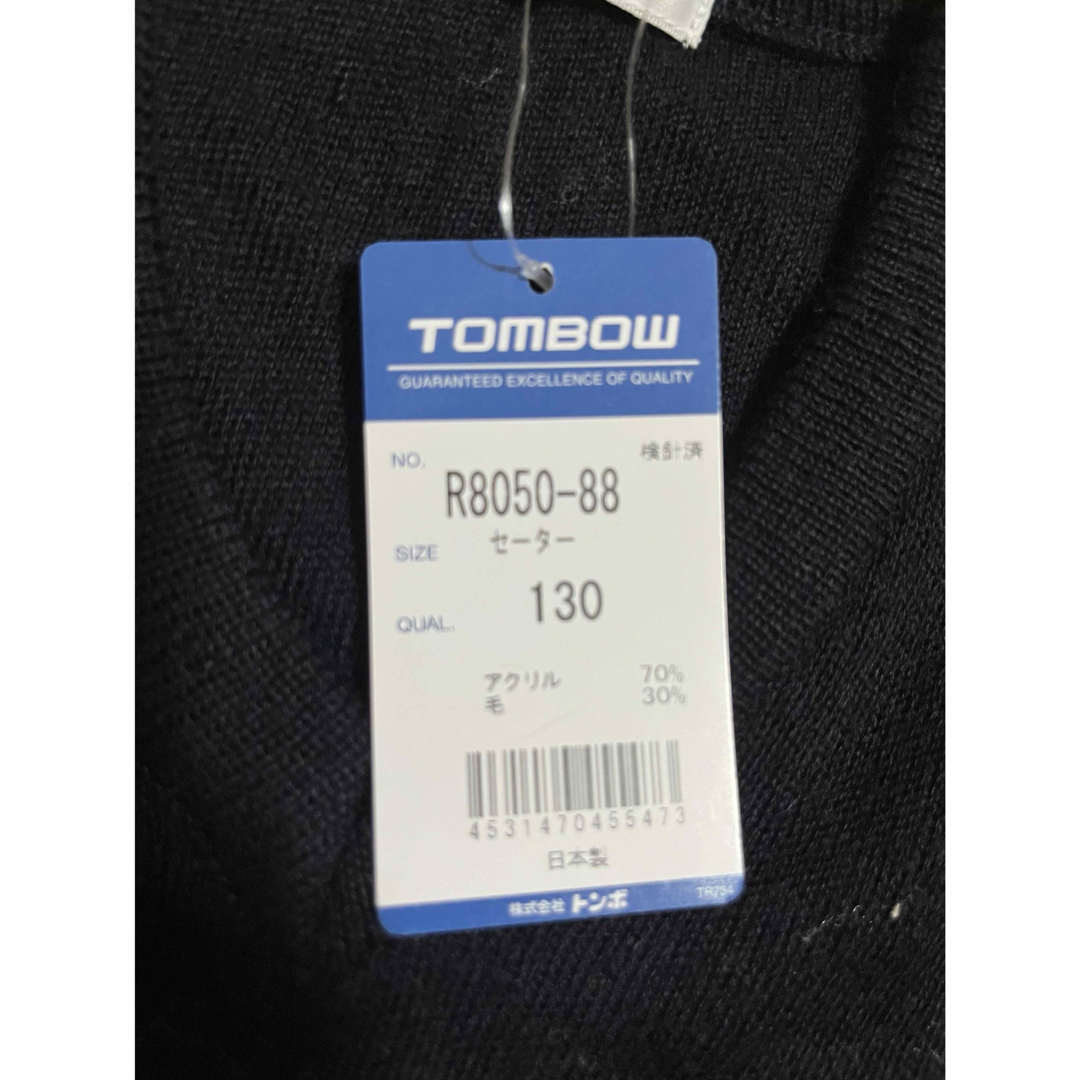 TOMBOW
GUARANTEED EXCELLENCE OF QUALITY
検針済
NO.
R8050-88
セーター
SIZE
130
QUAL.
アクリル 70%
毛 30%
4531470455473
日本製
株式会社 トンボ
TR734